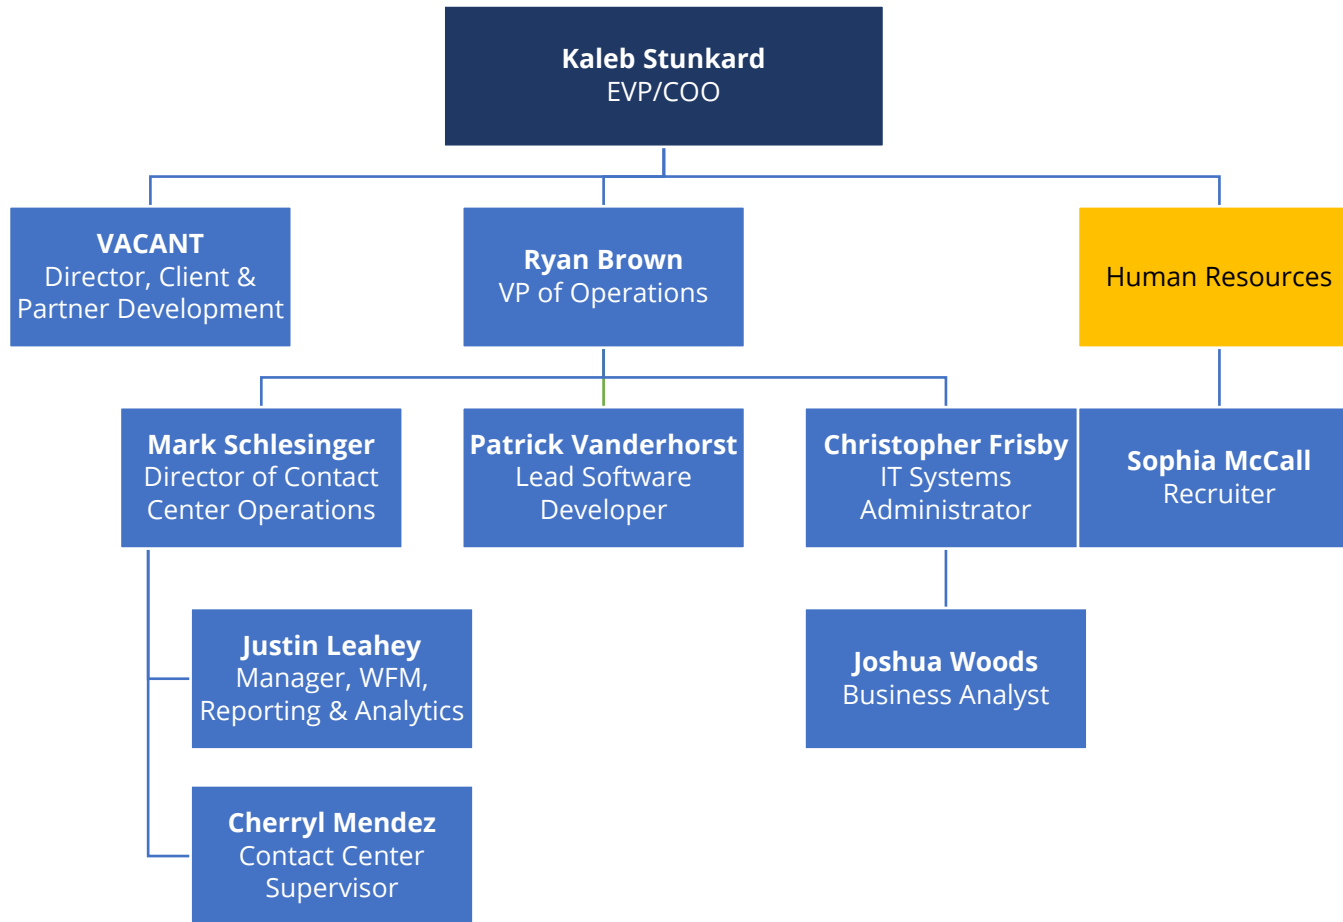 Kaleb Stunkard
EVP/COO
VACANT
Director, Client &
Partner Development
Ryan Brown
VP of Operations
Human Resources
Mark Schlesinger
Director of Contact
Center Operations
Patrick Vanderhorst
Lead Software
Developer
Christopher Frisby
IT Systems
Administrator
Sophia McCall
Recruiter
Justin Leahey
Manager, WFM,
Reporting & Analytics
Joshua Woods
Business Analyst
Cherryl Mendez
Contact Center
Supervisor